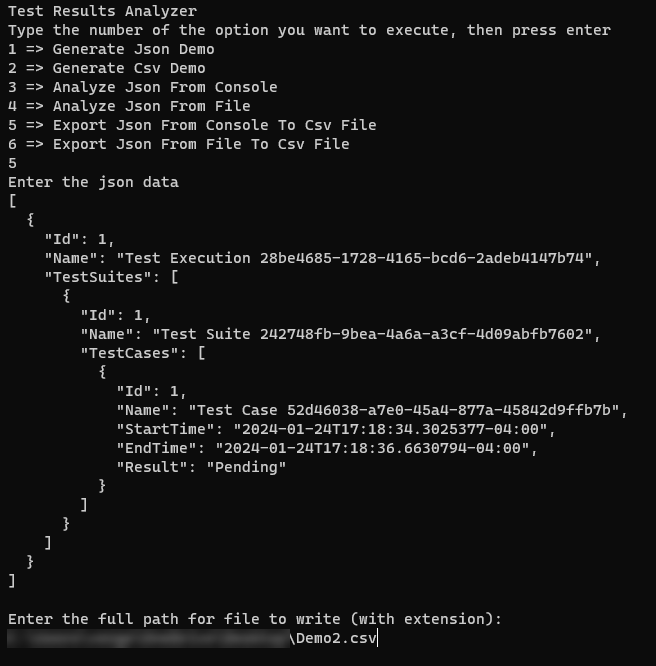 Test Results Analyzer
Type the number of the option you want to execute, then press enter
1 => Generate Json Demo
2 => Generate Csv Demo
3 => Analyze Json From Console
4 => Analyze Json From File
5 => Export Json From Console To Csv File
6 => Export Json From File To Csv File
5
Enter the json data
[
  {
    "Id": 1,
    "Name": "Test Execution 28be4685-1728-4165-bcd6-2adeb4147b74",
    "TestSuites": [
      {
        "Id": 1,
        "Name": "Test Suite 242748fb-9bea-4a6a-a3cf-4d09abfb7602",
        "TestCases": [
          {
            "Id": 1,
            "Name": "Test Case 52d46038-a7e0-45a4-877a-45842d9ffb7b",
            "StartTime": "2024-01-24T17:18:34.3025377-04:00",
            "EndTime": "2024-01-24T17:18:36.6630794-04:00",
            "Result": "Pending"
          }
        ]
      }
    ]
  }
]
Enter the full path for file to write (with extension):
\Demo2.csv